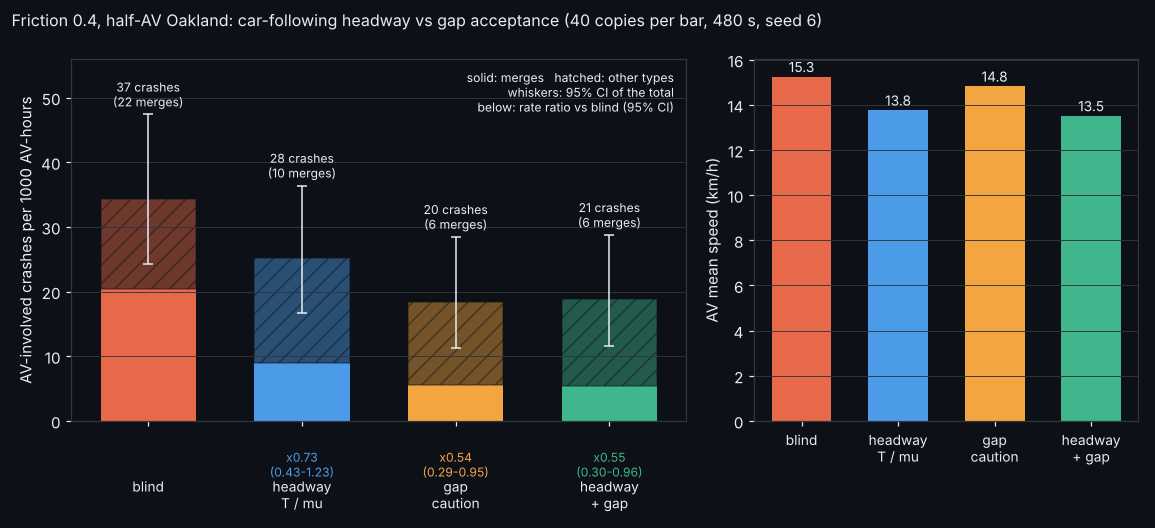 Friction 0.4, half-AV Oakland: car-following headway vs gap acceptance (40 copies per bar, 480 s, seed 6)
AV-involved crashes per 1000 AV-hours
50
40
30
20
10
0
37 crashes
(22 merges)
28 crashes
(10 merges)
20 crashes
(6 merges)
21 crashes
(6 merges)
solid: merges hatched: other types
whiskers: 95% CI of the total
below: rate ratio vs blind (95% CI)
x0.73
(0.43-1.23)
x0.54
(0.29-0.95)
x0.55
(0.30-0.96)
blind
headway
T / mu
gap
caution
headway
+ gap
AV mean speed (km/h)
16
14
12
10
8
6
4
2
0
15.3
13.8
14.8
13.5
blind
headway
T / mu
gap
caution
headway
+ gap